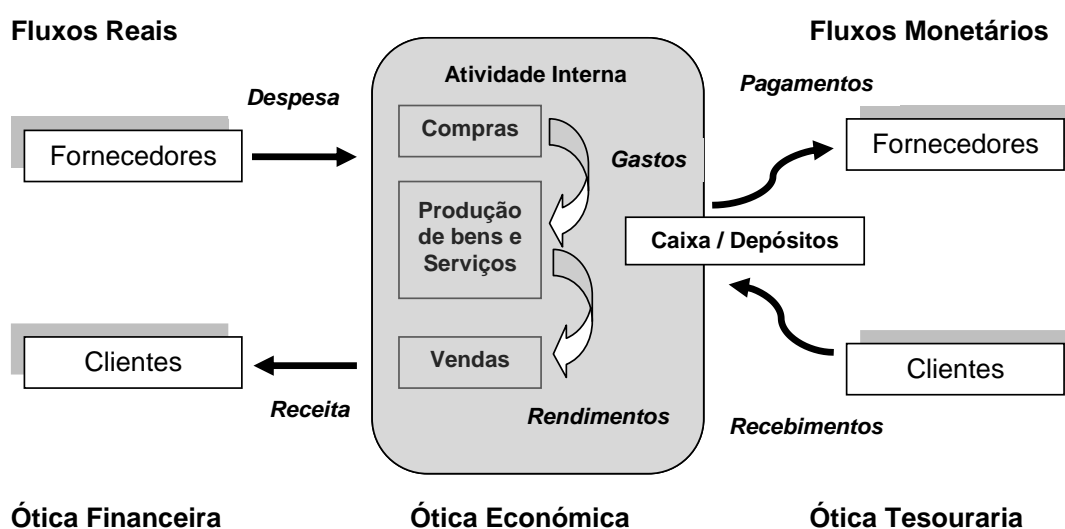 Fluxos Reais
Fluxos Monetários
Atividade Interna
Despesa
Pagamentos
Compras
Fornecedores
Gastos
Fornecedores
Produção
de bens e
Serviços
Caixa / Depósitos
Clientes
Vendas
Clientes
Receita
Rendimentos
Recebimentos
Ótica Financeira
Ótica Económica
Ótica Tesouraria